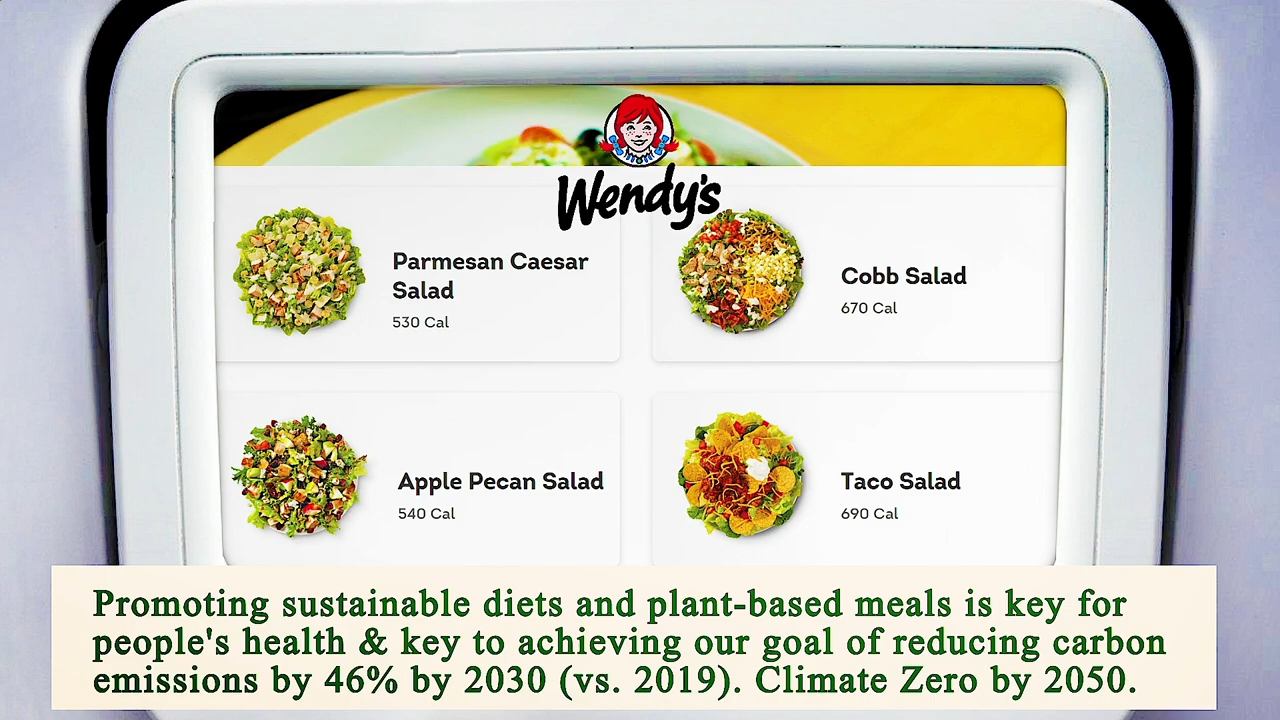 Wendy's
Parmesan Caesar
Salad
530 Cal
Cobb Salad
670 Cal
Apple Pecan Salad
540 Cal
Taco Salad
690 Cal
Promoting sustainable diets and plant-based meals is key for
people's health & key to achieving our goal of reducing carbon
emissions by 46% by 2030 (vs. 2019). Climate Zero by 2050.